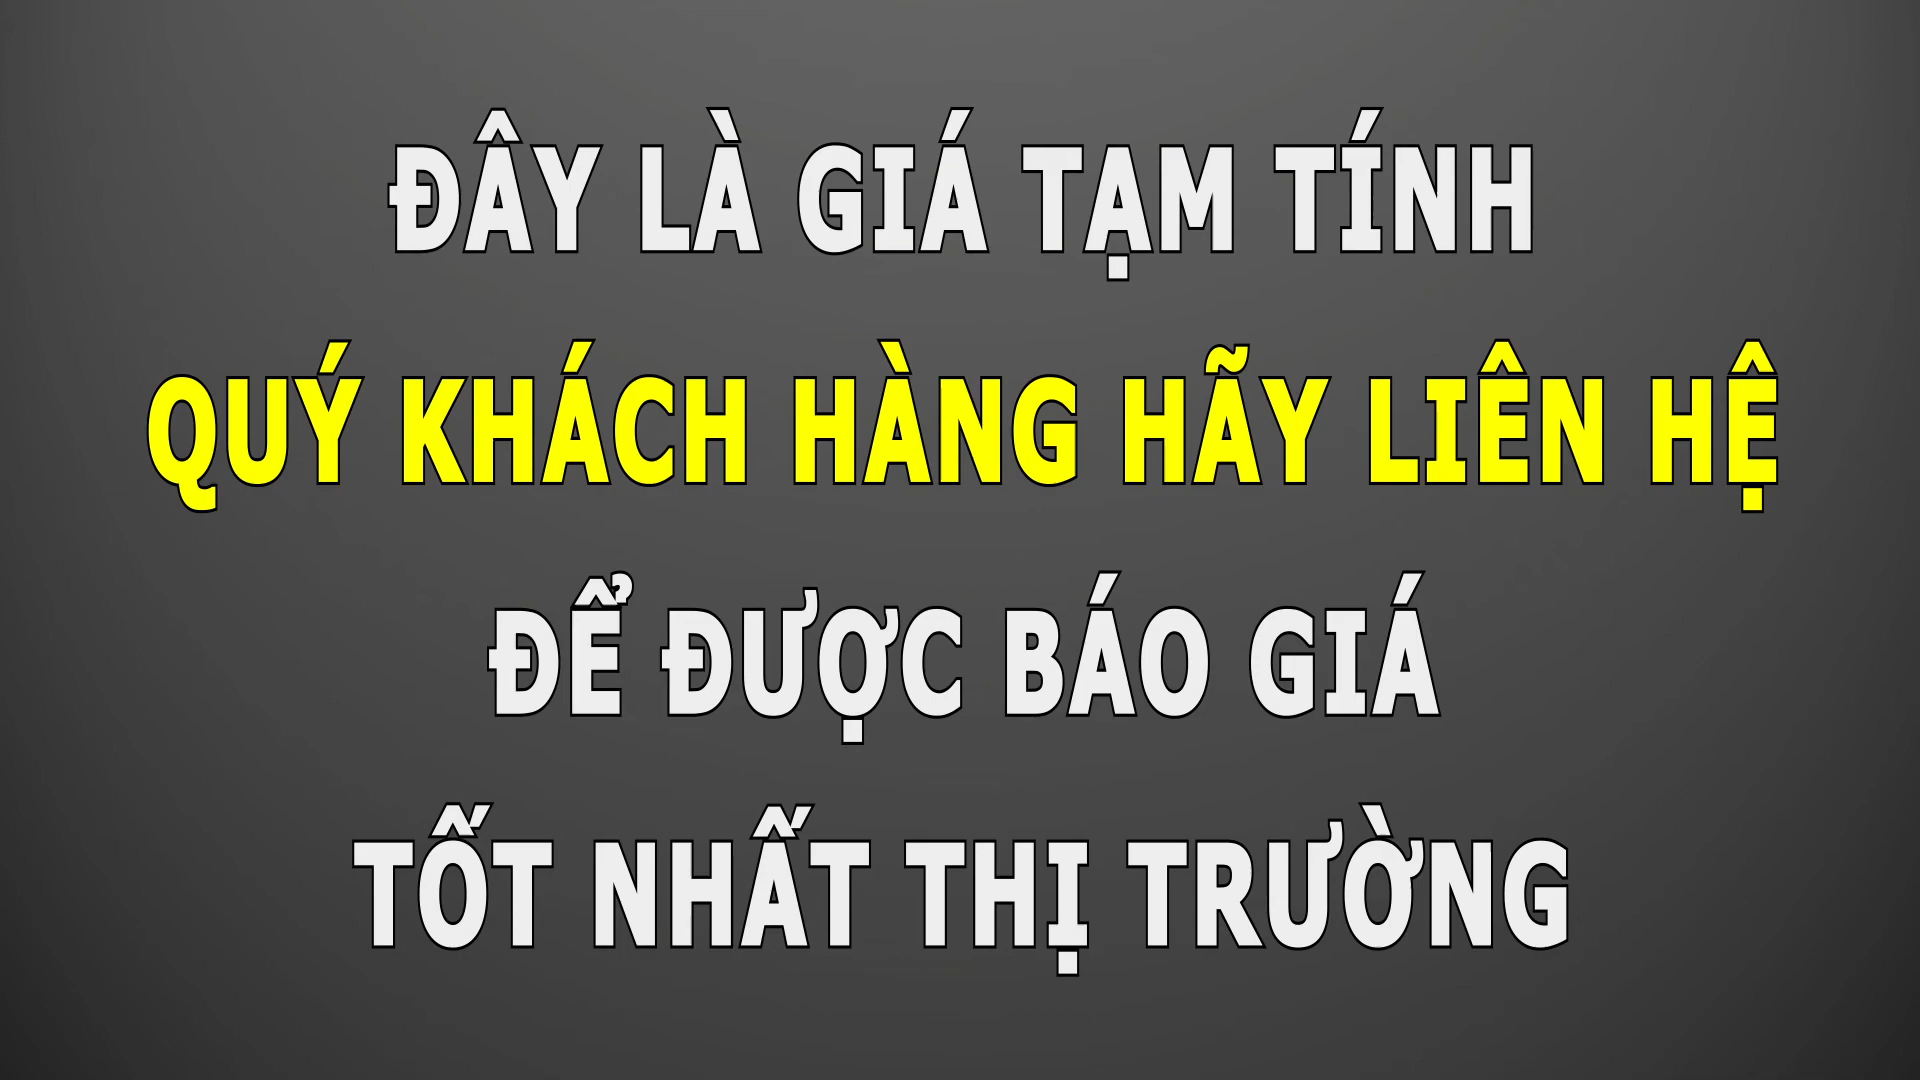 ĐÂY LÀ GIÁ TẠM TÍNH
QUÝ KHÁCH HÀNG HÃY LIÊN HỆ
ĐỂ ĐƯỢC BÁO GIÁ
TỐT NHẤT THỊ TRƯỜNG